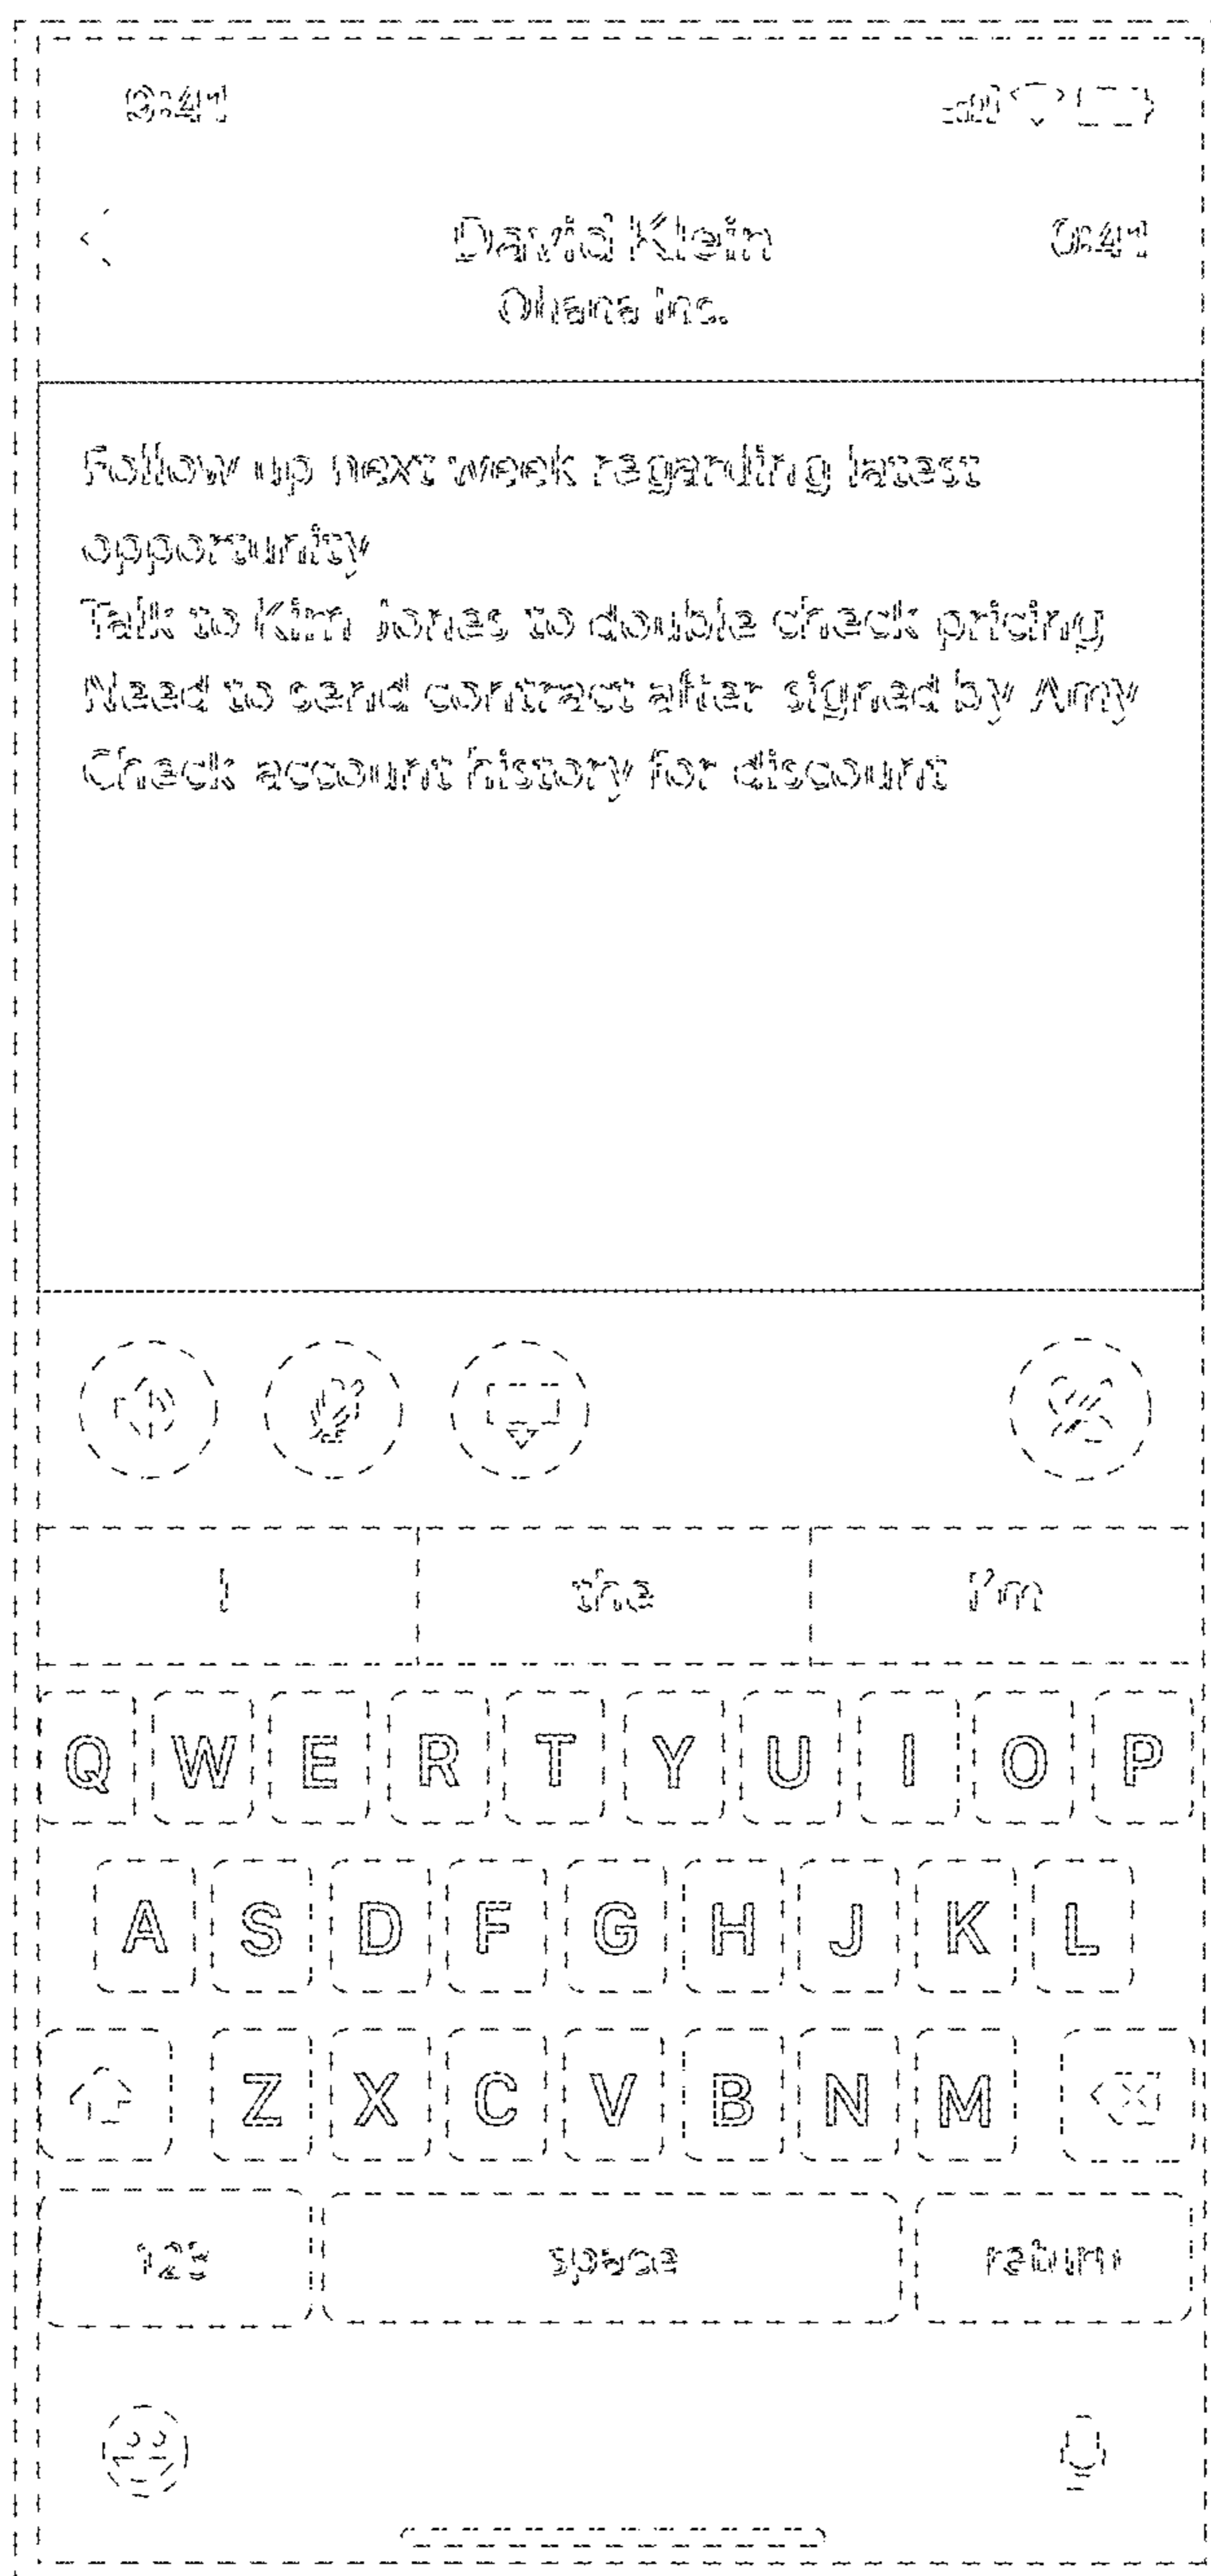 9:41
David Klein
0:41
Ohana Inc.
Follow up next week regarding latest
opportunity
Talk to Kim Jones to double check pricing
Need to send contract after signed by Amy
Check account history for discount
I the I'm
Q W E R T Y U I O P
A S D F G H J K L
Z X C V B N M
123 space return